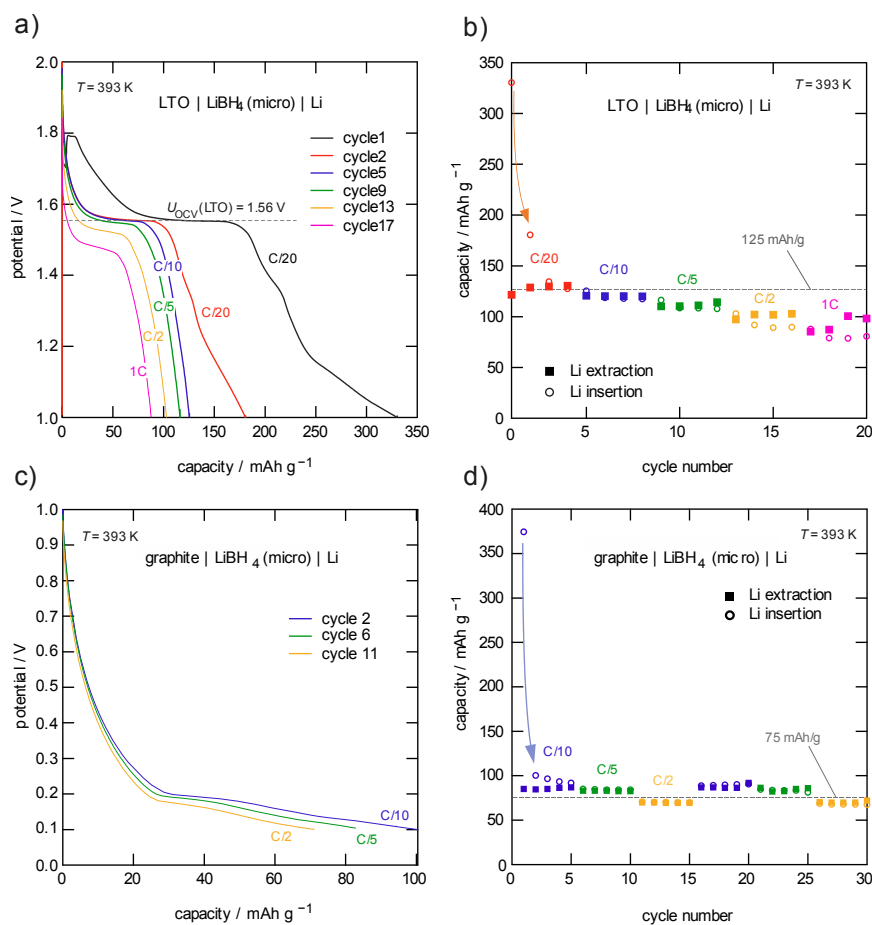 a)
T = 393 K
LTO | LiBH4 (micro) | Li
cycle1
cycle2
cycle5
cycle9
cycle13
cycle17
UOCV(LTO) = 1.56 V
C/20
C/10
C/5
C/20
C/2
1C
2.0
1.8
1.6
1.4
1.2
1.0
potential / V
0 50 100 150 200 250 300 350
capacity / mAh g⁻¹
b)
T = 393 K
LTO | LiBH4 (micro) | Li
C/20
C/10
C/5
125 mAh/g
C/2
1C
Li extraction
Li insertion
350
300
250
200
150
100
50
0
capacity / mAh g⁻¹
0 5 10 15 20
cycle number
c)
T = 393 K
graphite | LiBH 4 (micro) | Li
cycle 2
cycle 6
cycle 11
C/10
C/5
C/2
1.0
0.9
0.8
0.7
0.6
0.5
0.4
0.3
0.2
0.1
0.0
potential / V
0 20 40 60 80 100
capacity / mAh g⁻¹
d)
T = 393 K
graphite | LiBH4 (micro) | Li
Li extraction
Li insertion
C/10
C/5
C/2
75 mAh/g
400
350
300
250
200
150
100
50
0
capacity / mAh g⁻¹
0 5 10 15 20 25 30
cycle number